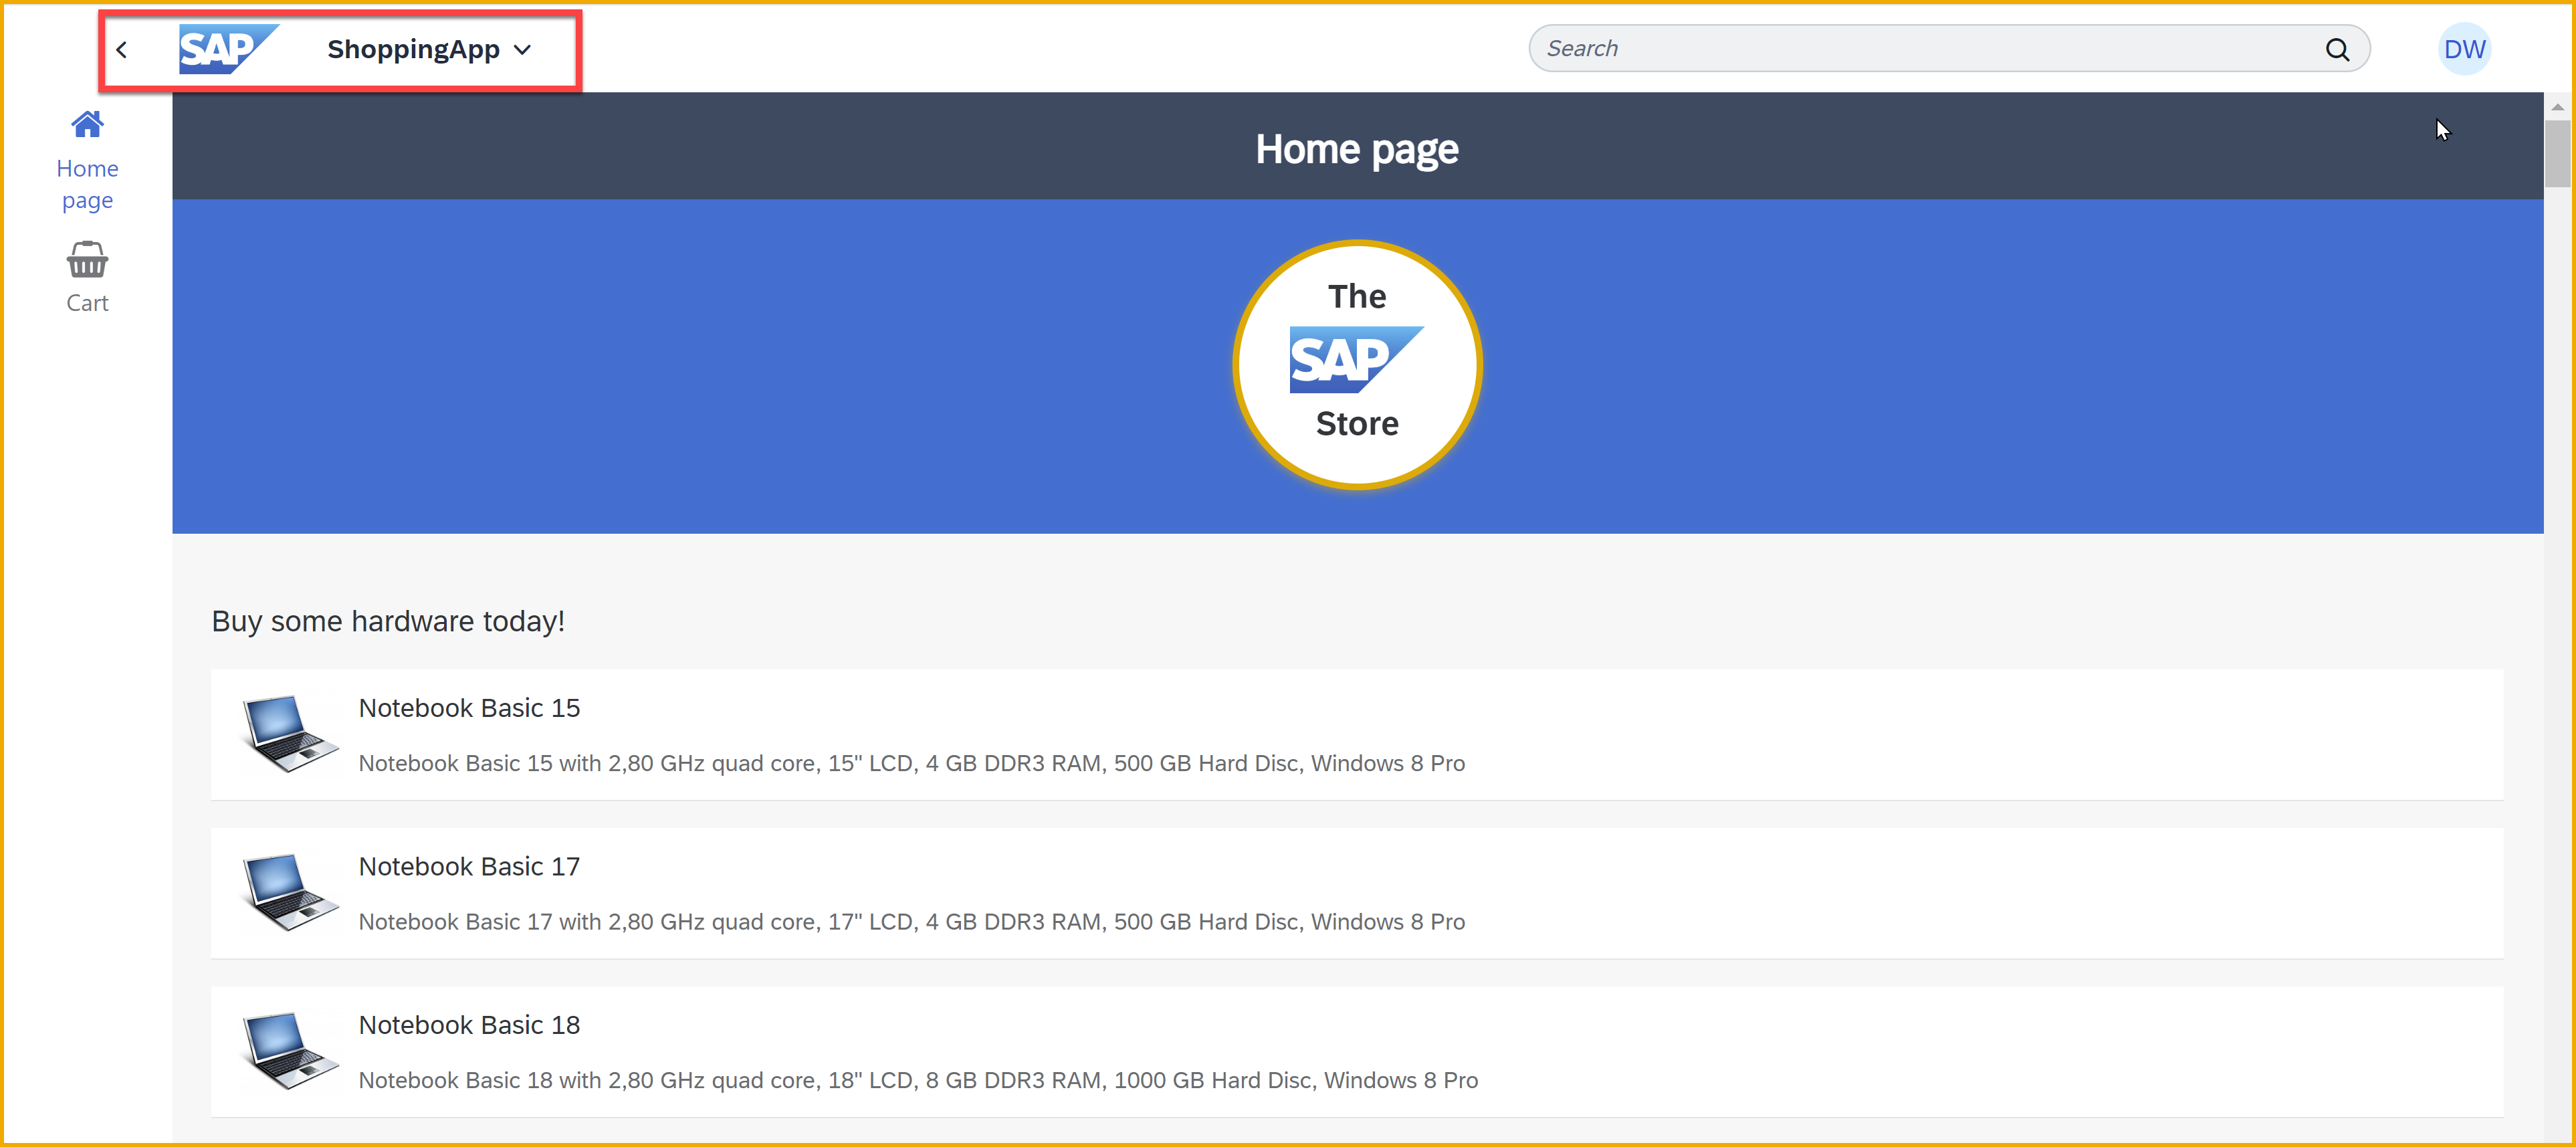 SAP ShoppingApp
Search
DW
Home
page
Cart
Home page
The
SAP
Store
Buy some hardware today!
Notebook Basic 15
Notebook Basic 15 with 2,80 GHz quad core, 15" LCD, 4 GB DDR3 RAM, 500 GB Hard Disc, Windows 8 Pro
Notebook Basic 17
Notebook Basic 17 with 2,80 GHz quad core, 17" LCD, 4 GB DDR3 RAM, 500 GB Hard Disc, Windows 8 Pro
Notebook Basic 18
Notebook Basic 18 with 2,80 GHz quad core, 18" LCD, 8 GB DDR3 RAM, 1000 GB Hard Disc, Windows 8 Pro